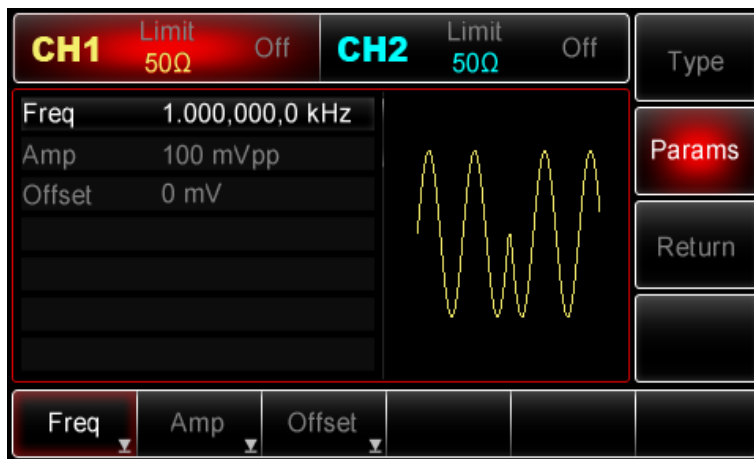 CH1 Limit 50Ω Off CH2 Limit 50Ω Off
Type
Freq 1.000,000,0 kHz
Amp 100 mVpp
Offset 0 mV
Params
Return
Freq Amp Offset